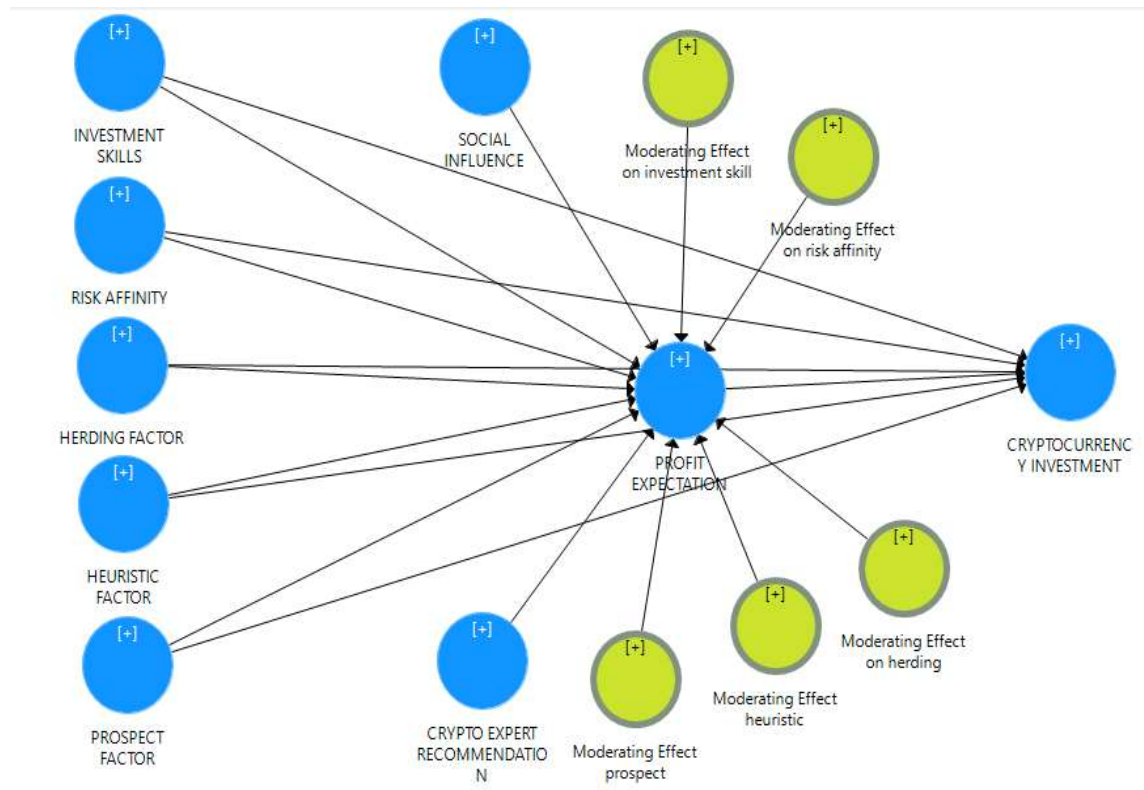 [+]
INVESTMENT
SKILLS
[+]
SOCIAL
INFLUENCE
[+]
Moderating Effect
on investment skill
[+]
Moderating Effect
on risk affinity
[+]
RISK AFFINITY
[+]
HERDING FACTOR
[+]
PROFIT
EXPECTATION
[+]
CRYPTOCURRENC
Y INVESTMENT
[+]
HEURISTIC
FACTOR
[+]
PROSPECT
FACTOR
[+]
CRYPTO EXPERT
RECOMMENDATIO
N
[+]
Moderating Effect
prospect
[+]
Moderating Effect
heuristic
[+]
Moderating Effect
on herding